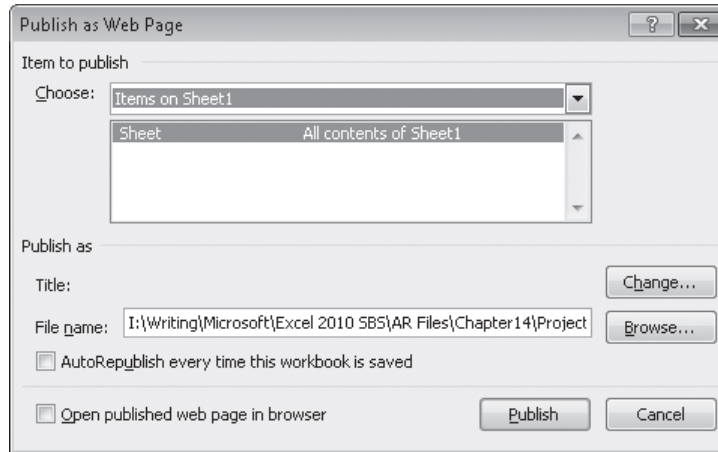 Publish as Web Page
Item to publish
Choose: Items on Sheet1
Sheet All contents of Sheet1
Publish as
Title: Change...
File name: I:\Writing\Microsoft\Excel 2010 SBS\AR Files\Chapter14\Project Browse...
AutoRepublish every time this workbook is saved
Open published web page in browser Publish Cancel